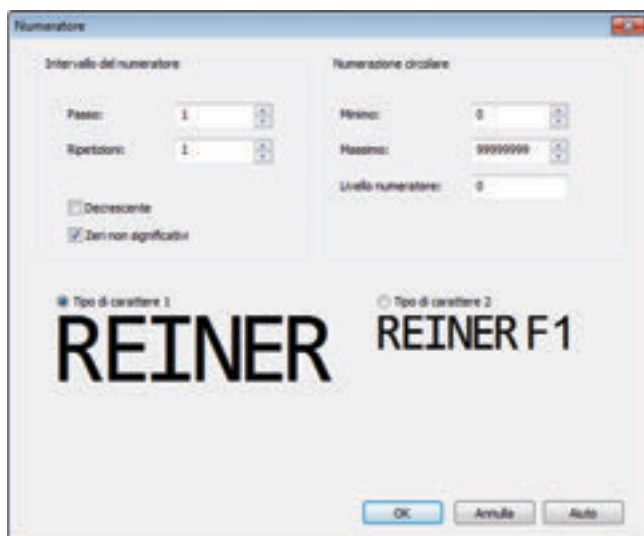 Numeratore
Intervallo del numeratore
Passo: 1
Ripetizioni: 1
Decrescente
Zeri non significativi
Numerazione circolare
Minimo: 0
Massimo: 99999999
Livello numeratore: 0
Tipo di carattere 1
REINER
Tipo di carattere 2
REINER F1
OK
Annulla
Aiuto